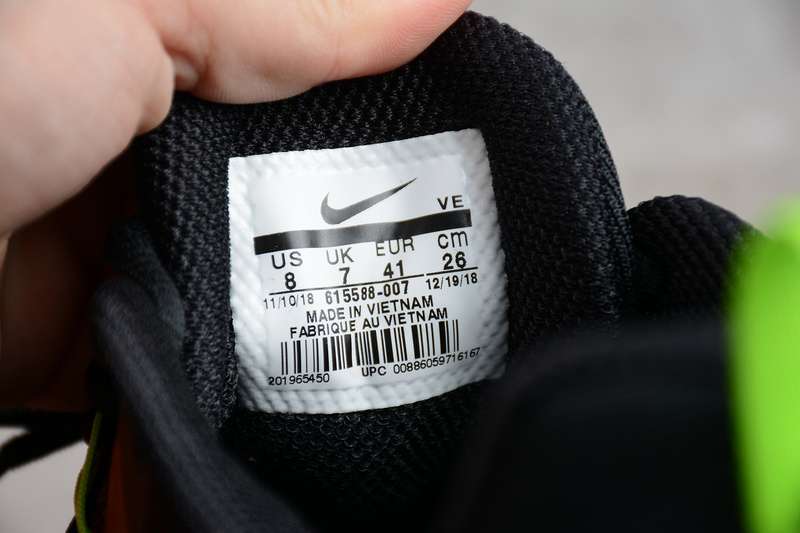 VE
US UK EUR cm
8 7 41 26
11/10/18 615588-007 12/19/18
MADE IN VIETNAM
FABRIQUE AU VIETNAM
201965450 UPC 00886059716167